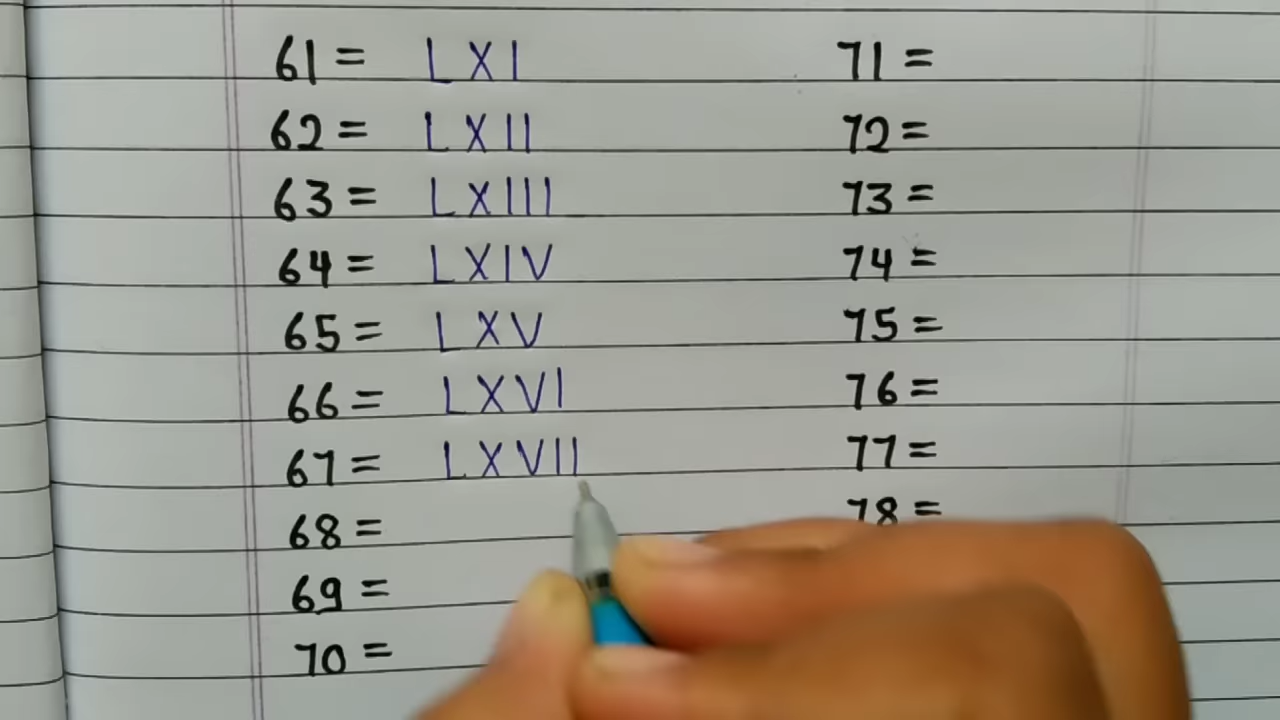 61 = LXI
62 = LXII
63 = LXIII
64 = LXIV
65 = LXV
66 = LXVI
67 = LXVII
68 =
69 =
70 =
71 =
72 =
73 =
74 =
75 =
76 =
77 =
78 =